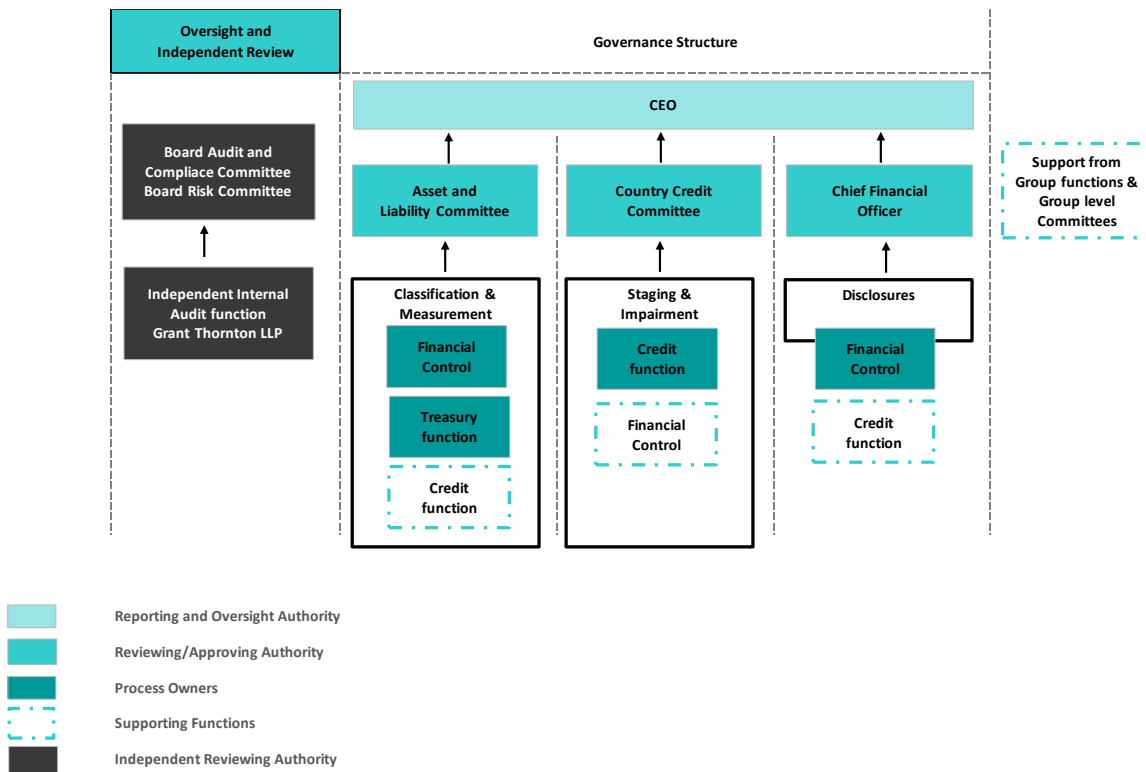 Oversight and
Independent Review
Governance Structure
CEO
Board Audit and
Compliace Committee
Board Risk Committee
Asset and
Liability Committee
Country Credit
Committee
Chief Financial
Officer
Support from
Group functions &
Group level
Committees
Independent Internal
Audit function
Grant Thornton LLP
Classification &
Measurement
Financial
Control
Treasury
function
Credit
function
Staging &
Impairment
Credit
function
Financial
Control
Disclosures
Financial
Control
Credit
function
Reporting and Oversight Authority
Reviewing/Approving Authority
Process Owners
Supporting Functions
Independent Reviewing Authority